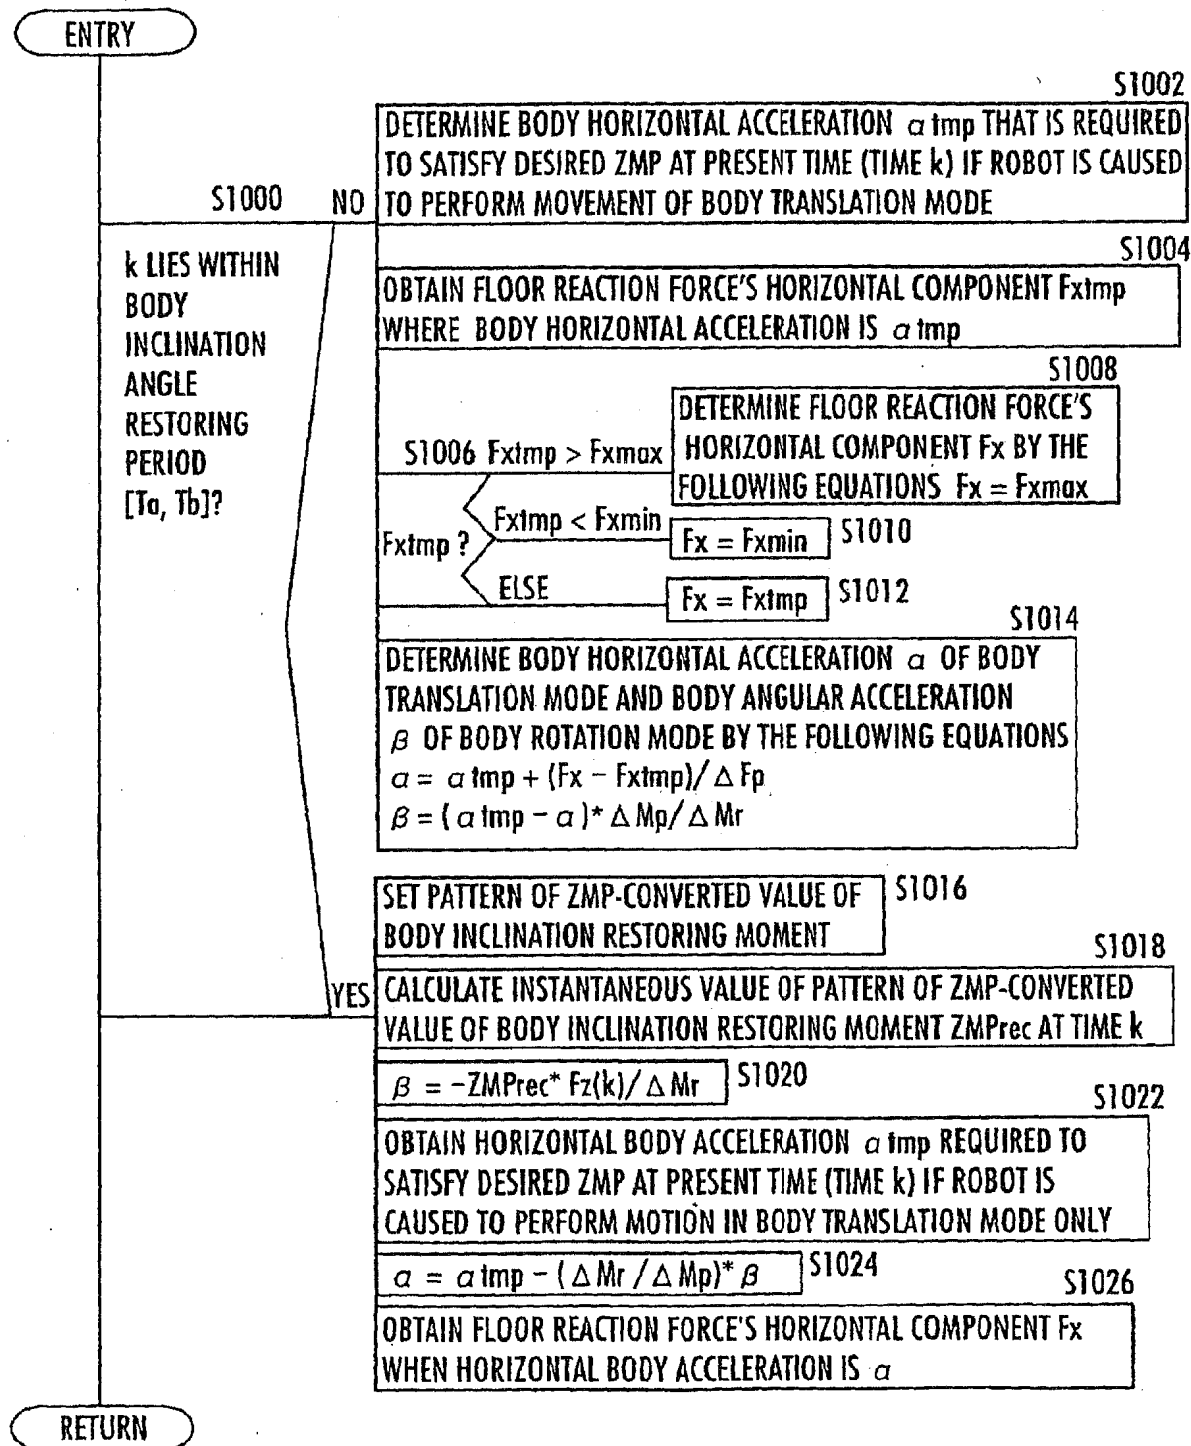 ENTRY
S1002
DETERMINE BODY HORIZONTAL ACCELERATION α tmp THAT IS REQUIRED
TO SATISFY DESIRED ZMP AT PRESENT TIME (TIME k) IF ROBOT IS CAUSED
TO PERFORM MOVEMENT OF BODY TRANSLATION MODE
S1000 NO
k LIES WITHIN
BODY
INCLINATION
ANGLE
RESTORING
PERIOD
[Ta, Tb]?
S1004
OBTAIN FLOOR REACTION FORCE'S HORIZONTAL COMPONENT Fxtmp
WHERE BODY HORIZONTAL ACCELERATION IS α tmp
S1008
DETERMINE FLOOR REACTION FORCE'S
HORIZONTAL COMPONENT Fx BY THE
FOLLOWING EQUATIONS Fx = Fxmax
S1006 Fxtmp > Fxmax
Fxtmp ?
Fxtmp < Fxmin
Fx = Fxmin
S1010
ELSE
Fx = Fxtmp
S1012
S1014
DETERMINE BODY HORIZONTAL ACCELERATION α OF BODY
TRANSLATION MODE AND BODY ANGULAR ACCELERATION
β OF BODY ROTATION MODE BY THE FOLLOWING EQUATIONS
α = α tmp + (Fx − Fxtmp)/ Δ Fp
β = ( α tmp − α )* Δ Mp/ Δ Mr
SET PATTERN OF ZMP-CONVERTED VALUE OF
BODY INCLINATION RESTORING MOMENT
S1016
S1018
YES
CALCULATE INSTANTANEOUS VALUE OF PATTERN OF ZMP-CONVERTED
VALUE OF BODY INCLINATION RESTORING MOMENT ZMPrec AT TIME k
β = −ZMPrec* Fz(k)/ Δ Mr
S1020
S1022
OBTAIN HORIZONTAL BODY ACCELERATION α tmp REQUIRED TO
SATISFY DESIRED ZMP AT PRESENT TIME (TIME k) IF ROBOT IS
CAUSED TO PERFORM MOTION IN BODY TRANSLATION MODE ONLY
α = α tmp − ( Δ Mr / Δ Mp)* β
S1024
S1026
OBTAIN FLOOR REACTION FORCE'S HORIZONTAL COMPONENT Fx
WHEN HORIZONTAL BODY ACCELERATION IS α
RETURN